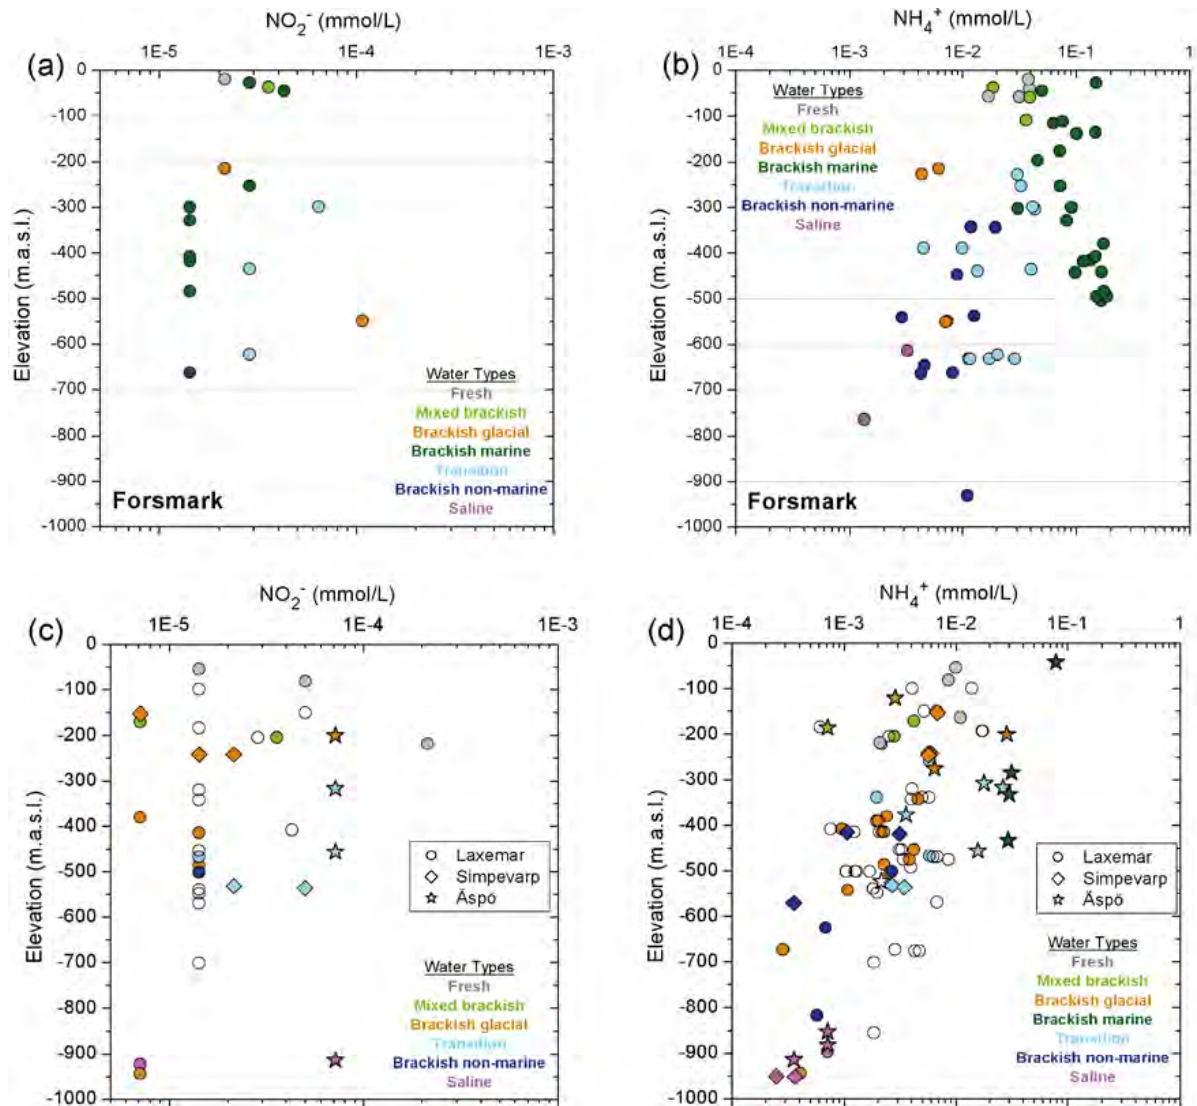 NO₂⁻ (mmol/L)
1E-5 1E-4 1E-3
(a)
0
-100
-200
-300
-400
-500
-600
-700
-800
-900
-1000
Elevation (m.a.s.l.)
Water Types
Fresh
Mixed brackish
Brackish glacial
Brackish marine
Transition
Brackish non-marine
Saline
Forsmark
NH₄⁺ (mmol/L)
1E-4 1E-3 1E-2 1E-1 1
(b)
0
-100
-200
-300
-400
-500
-600
-700
-800
-900
-1000
Elevation (m.a.s.l.)
Water Types
Fresh
Mixed brackish
Brackish glacial
Brackish marine
Transition
Brackish non-marine
Saline
Forsmark
NO₂⁻ (mmol/L)
1E-5 1E-4 1E-3
(c)
0
-100
-200
-300
-400
-500
-600
-700
-800
-900
-1000
Elevation (m.a.s.l.)
Laxemar
Simpevarp
Äspö
Water Types
Fresh
Mixed brackish
Brackish glacial
Transition
Brackish non-marine
Saline
NH₄⁺ (mmol/L)
1E-4 1E-3 1E-2 1E-1 1
(d)
0
-100
-200
-300
-400
-500
-600
-700
-800
-900
-1000
Elevation (m.a.s.l.)
Laxemar
Simpevarp
Äspö
Water Types
Fresh
Mixed brackish
Brackish glacial
Brackish marine
Transition
Brackish non-marine
Saline